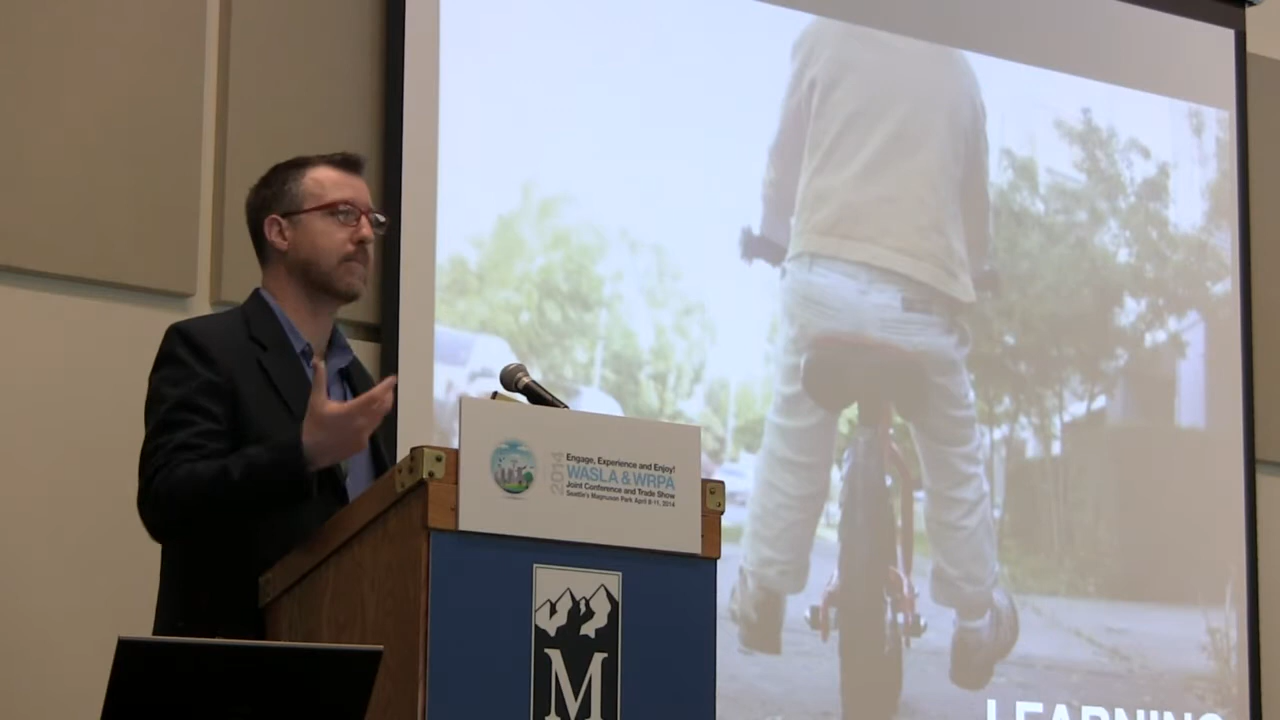 2014
Engage, Experience and Enjoy!
WASLA & WRPA
Joint Conference and Trade Show
Seattle's Magnuson Park April 8-11, 2014
M
LEARNING